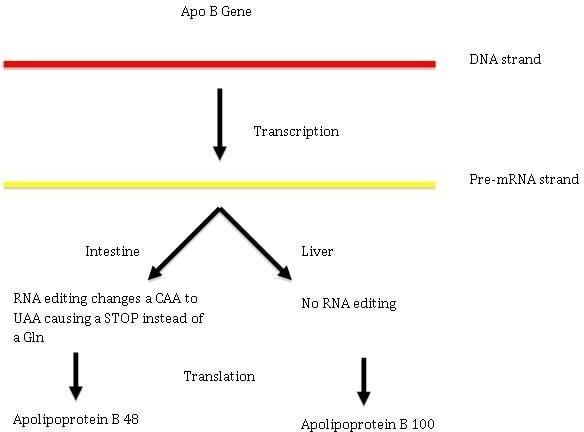 Apo B Gene
DNA strand
Transcription
Pre-mRNA strand
Intestine
Liver
RNA editing changes a CAA to
UAA causing a STOP instead of
a Gln
No RNA editing
Translation
Apolipoprotein B 48
Apolipoprotein B 100